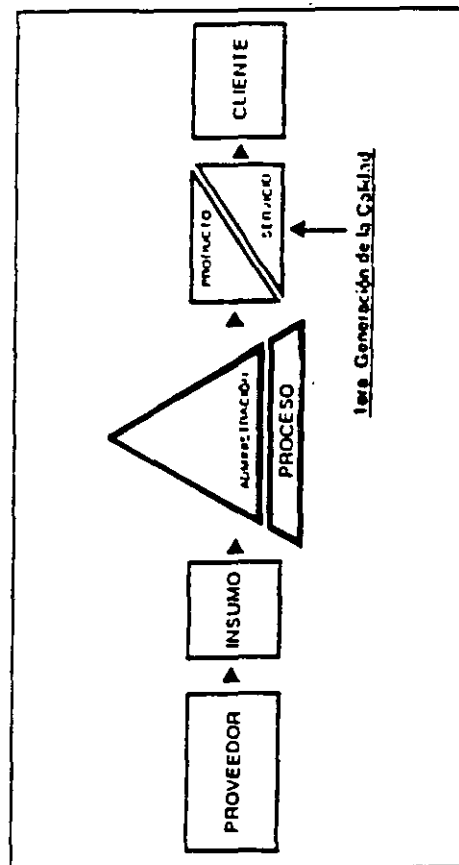 PROVEEDOR
INSUMO
ADMINISTRACIÓN
PROCESO
PRODUCTO
SERVICIO
CLIENTE
1era Generación de la Calidad